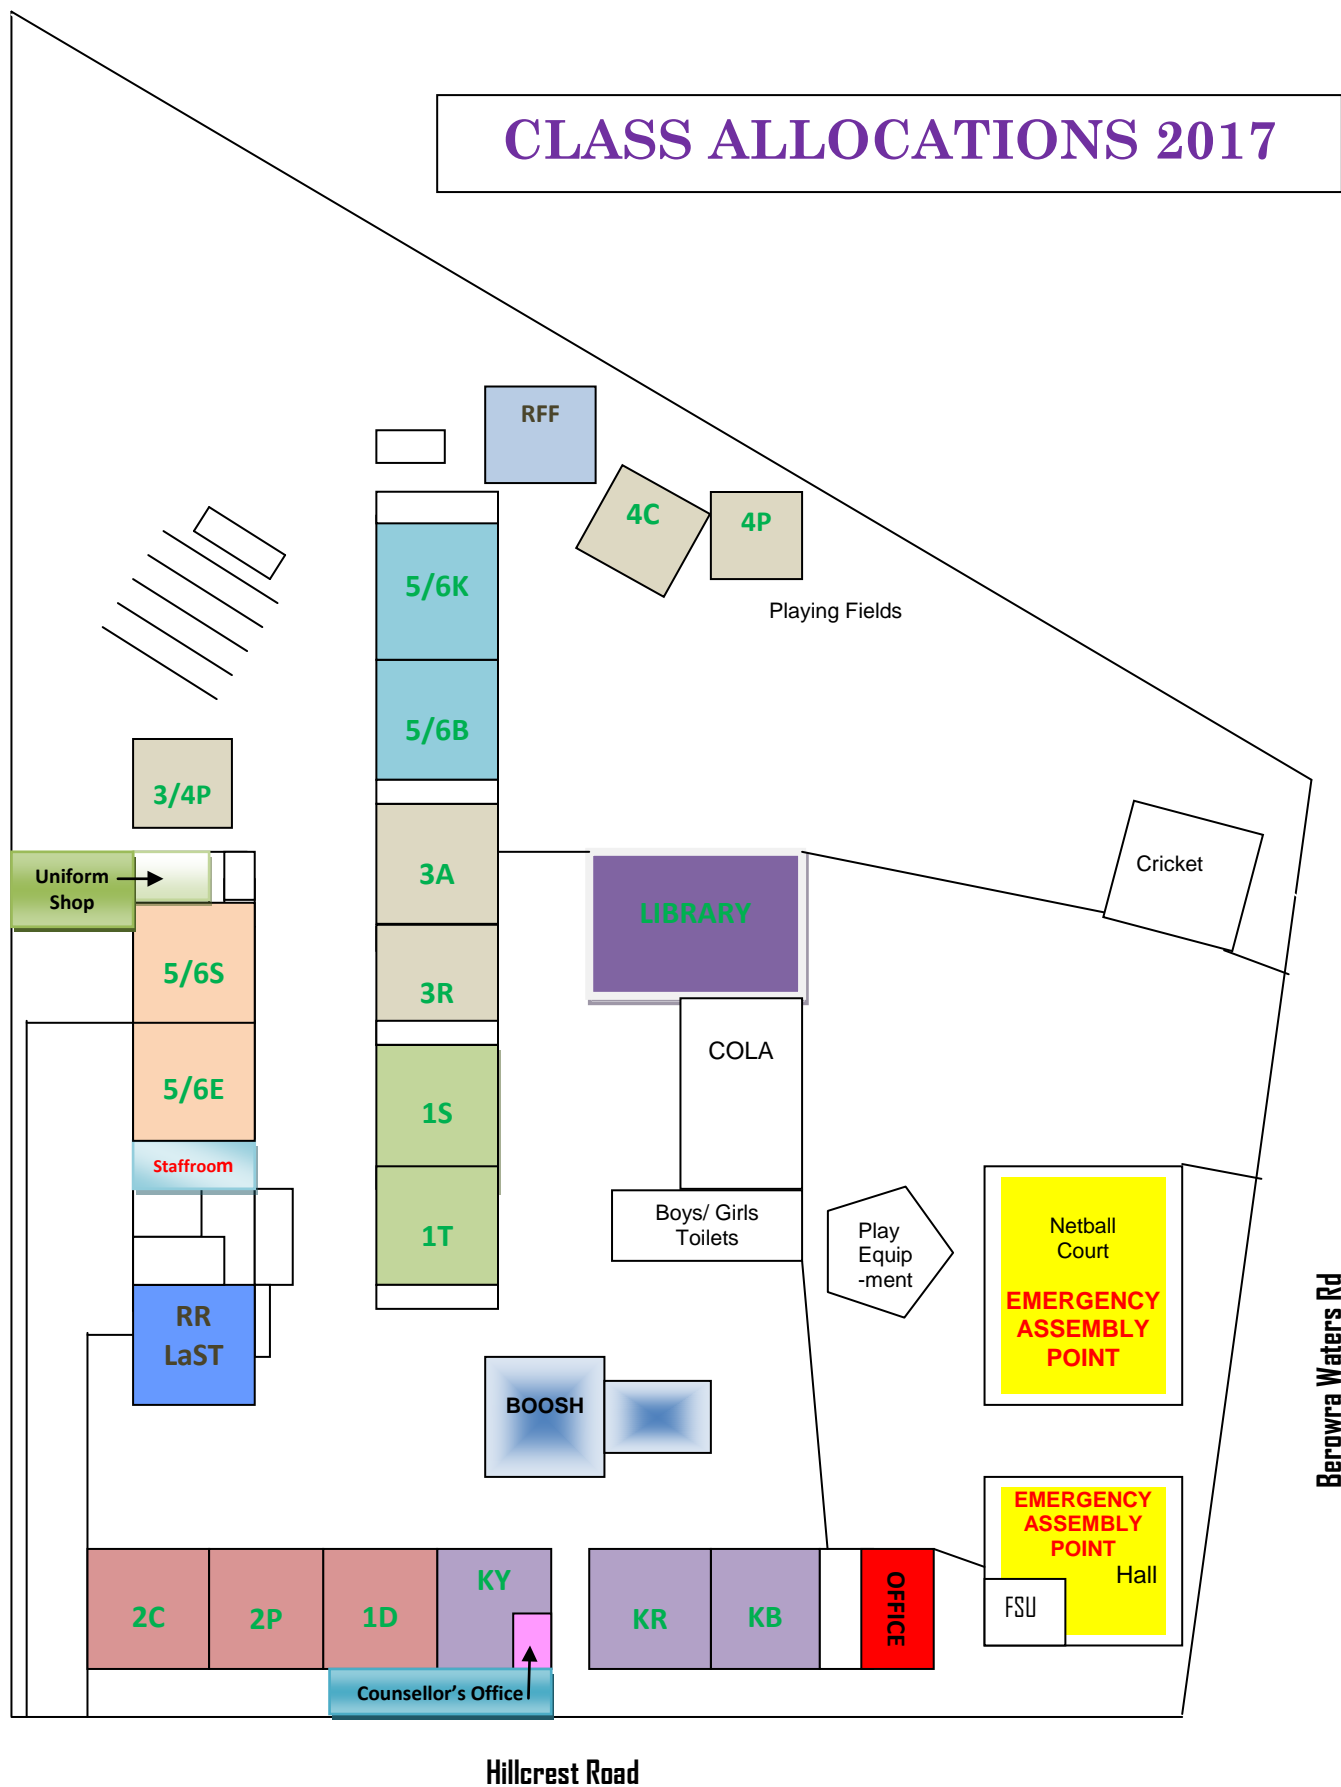 CLASS ALLOCATIONS 2017
RFF
4C
4P
5/6K
Playing Fields
5/6B
3/4P
Uniform
Shop
3A
Cricket
LIBRARY
5/6S
3R
COLA
5/6E
1S
Staffroom
Boys/ Girls
Toilets
1T
Play
Equip
-ment
Netball
Court
EMERGENCY
ASSEMBLY
POINT
Berowra Waters Rd
RR
LaST
BOOSH
EMERGENCY
ASSEMBLY
POINT
Hall
FSU
2C
2P
1D
KY
KR
KB
OFFICE
Counsellor's Office
Hillcrest Road